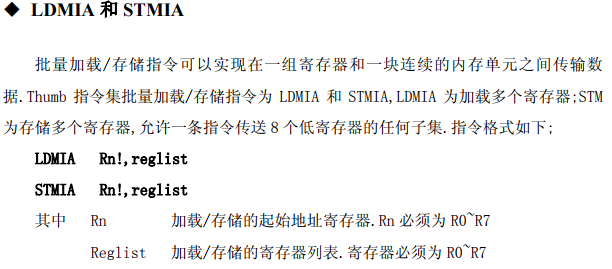 ◆ LDMIA 和 STMIA
批量加载/存储指令可以实现在一组寄存器和一块连续的内存单元之间传输数
据.Thumb 指令集批量加载/存储指令为 LDMIA 和 STMIA,LDMIA 为加载多个寄存器;STM
为存储多个寄存器,允许一条指令传送 8 个低寄存器的任何子集.指令格式如下;
LDMIA Rn!,reglist
STMIA Rn!,reglist
其中 Rn 加载/存储的起始地址寄存器.Rn 必须为 R0~R7
Reglist 加载/存储的寄存器列表.寄存器必须为 R0~R7